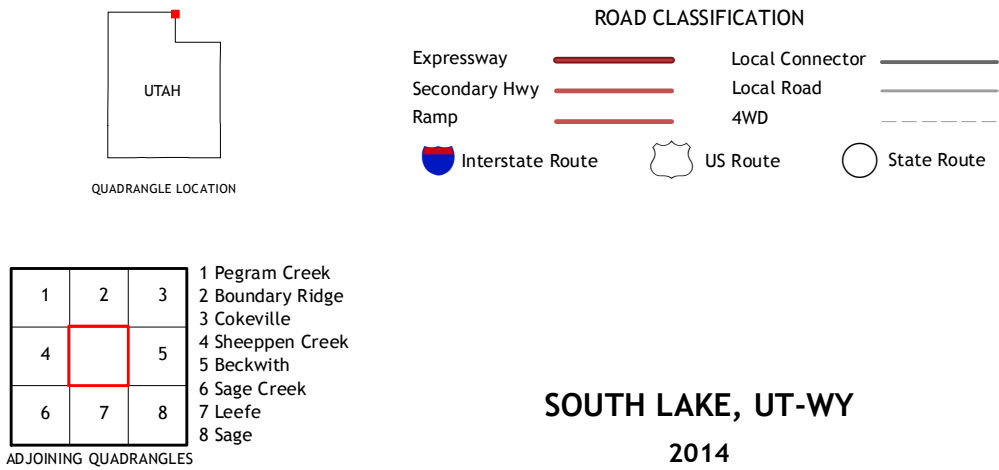 UTAH
QUADRANGLE LOCATION
ROAD CLASSIFICATION
Expressway
Local Connector
Secondary Hwy
Local Road
Ramp
4WD
Interstate Route
US Route
State Route
1 2 3
4 5
6 7 8
1 Pegram Creek
2 Boundary Ridge
3 Cokeville
4 Sheeppen Creek
5 Beckwith
6 Sage Creek
7 Leefe
8 Sage
ADJOINING QUADRANGLES
SOUTH LAKE, UT-WY
2014